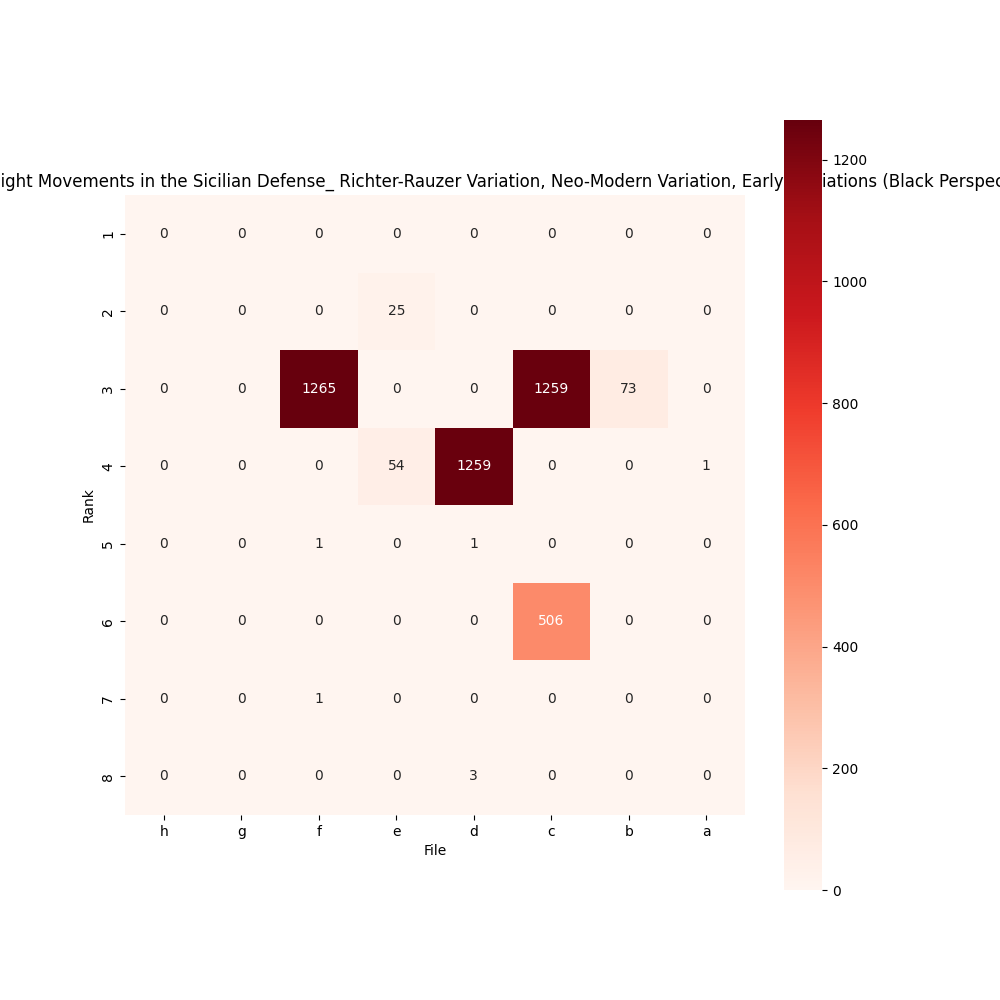 ight Movements in the Sicilian Defense_ Richter-Rauzer Variation, Neo-Modern Variation, Early Variations (Black Perspec
Rank
1 0 0 0 0 0 0 0 0
2 0 0 0 25 0 0 0 0
3 0 0 1265 0 0 1259 73 0
4 0 0 0 54 1259 0 0 1
5 0 0 1 0 1 0 0 0
6 0 0 0 0 0 506 0 0
7 0 0 1 0 0 0 0 0
8 0 0 0 0 3 0 0 0
h g f e d c b a
File
1200
1000
800
600
400
200
0